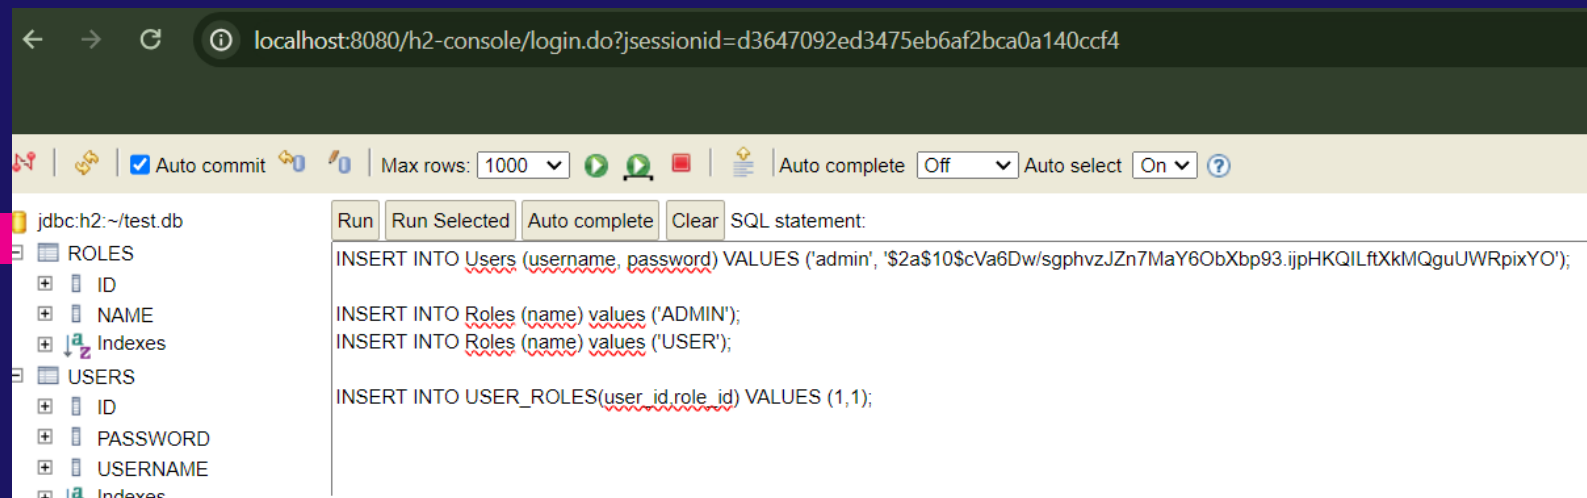 localhost:8080/h2-console/login.do?jsessionid=d3647092ed3475eb6af2bca0a140ccf4
Auto commit Max rows: 1000 Auto complete Off Auto select On
jdbc:h2:~/test.db
ROLES
ID
NAME
Indexes
USERS
ID
PASSWORD
USERNAME
Indexes
Run Run Selected Auto complete Clear SQL statement:
INSERT INTO Users (username, password) VALUES ('admin', '$2a$10$cVa6Dw/sgphvzJZn7MaY6ObXbp93.ijpHKQILftXkMQguUWRpixYO');
INSERT INTO Roles (name) values ('ADMIN');
INSERT INTO Roles (name) values ('USER');
INSERT INTO USER_ROLES(user_id,role_id) VALUES (1,1);